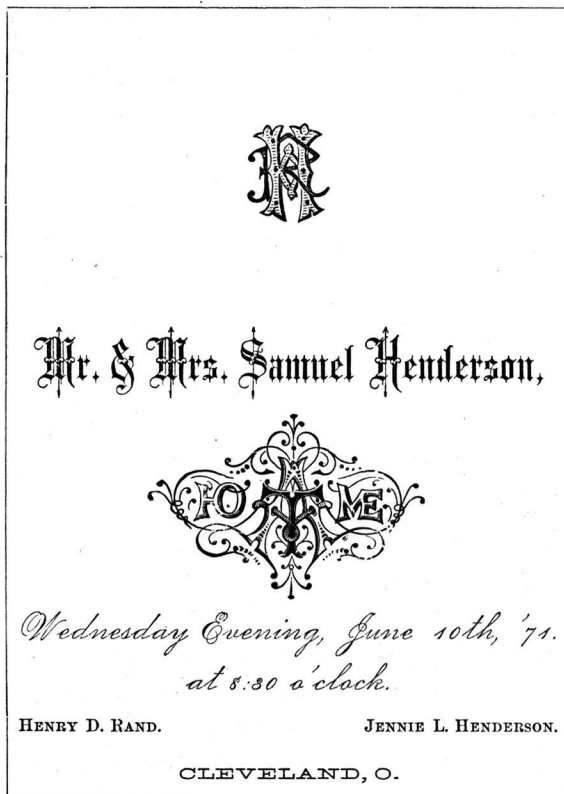 HR
Mr. & Mrs. Samuel Henderson,
AT HOME
Wednesday Evening, June 10th, '71.
at 8:30 o'clock.
HENRY D. RAND.
JENNIE L. HENDERSON.
CLEVELAND, O.